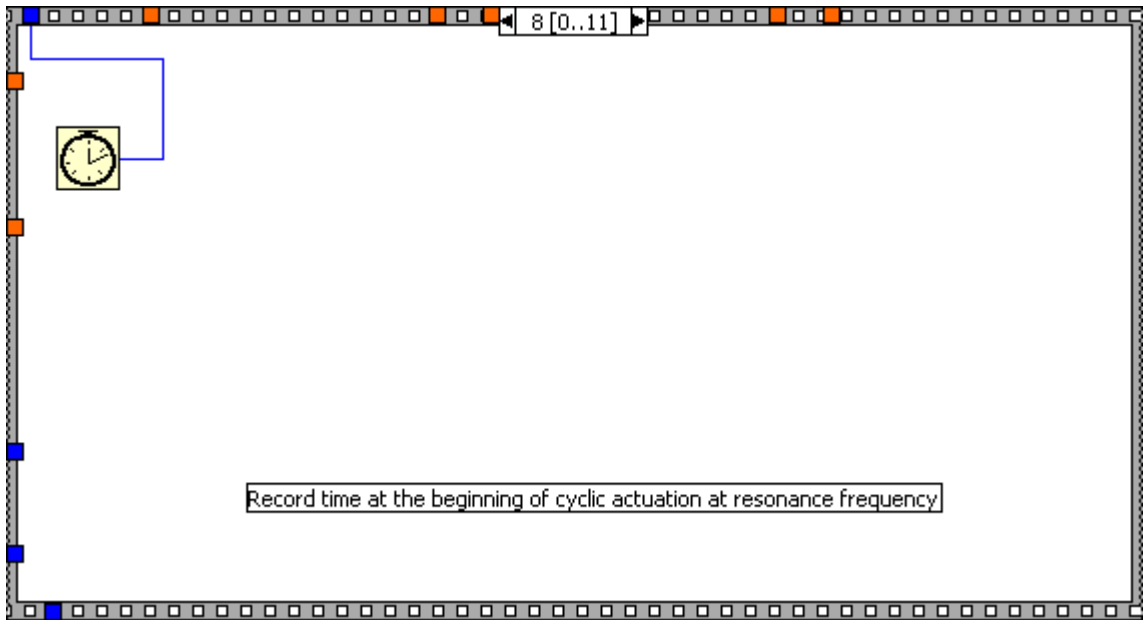 8 [0..11]
Record time at the beginning of cyclic actuation at resonance frequency